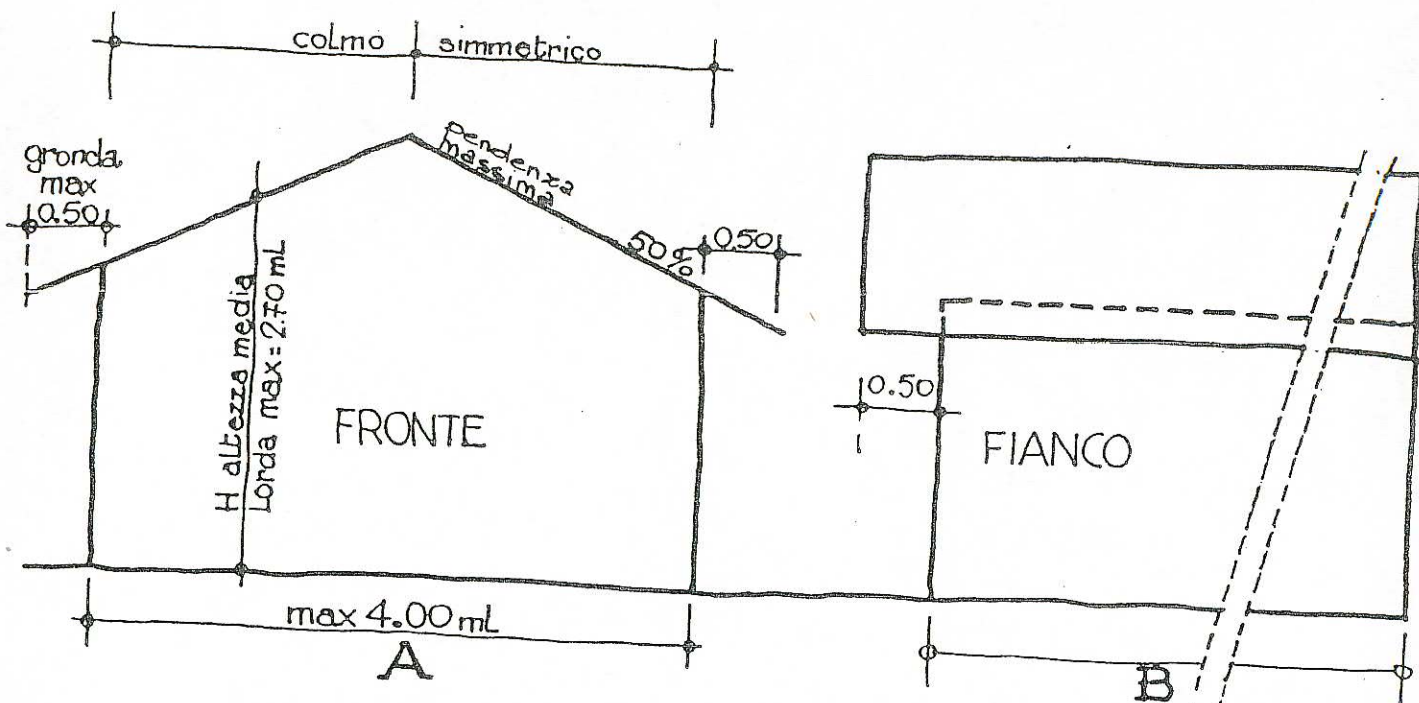 colmo simmetrico
gronda
max
0.50
pendenza
massima
50%
0.50
H altezza media
Lorda max = 2.70 mL
FRONTE
max 4.00 mL
A
0.50
FIANCO
B